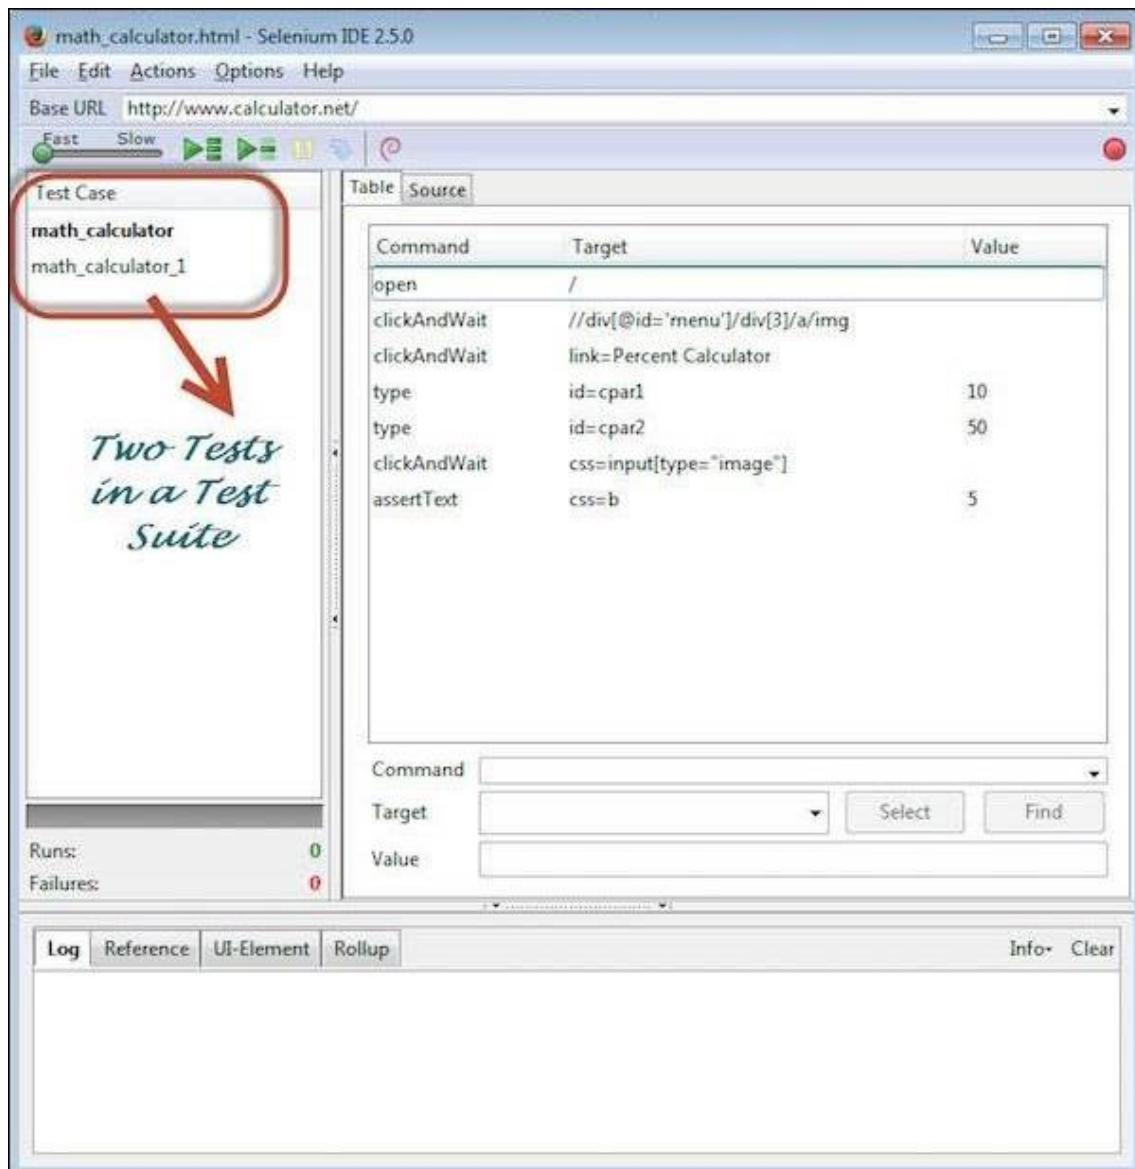 math_calculator.html - Selenium IDE 2.5.0
File Edit Actions Options Help
Base URL http://www.calculator.net/
Fast Slow
Test Case
math_calculator
math_calculator_1
Two Tests
in a Test
Suite
Runs: 0
Failures: 0
Table Source
Command Target Value
open /
clickAndWait //div[@id='menu']/div[3]/a/img
clickAndWait link=Percent Calculator
type id=cpar1 10
type id=cpar2 50
clickAndWait css=input[type="image"]
assertText css=b 5
Command
Target Select Find
Value
Log Reference UI-Element Rollup Info Clear